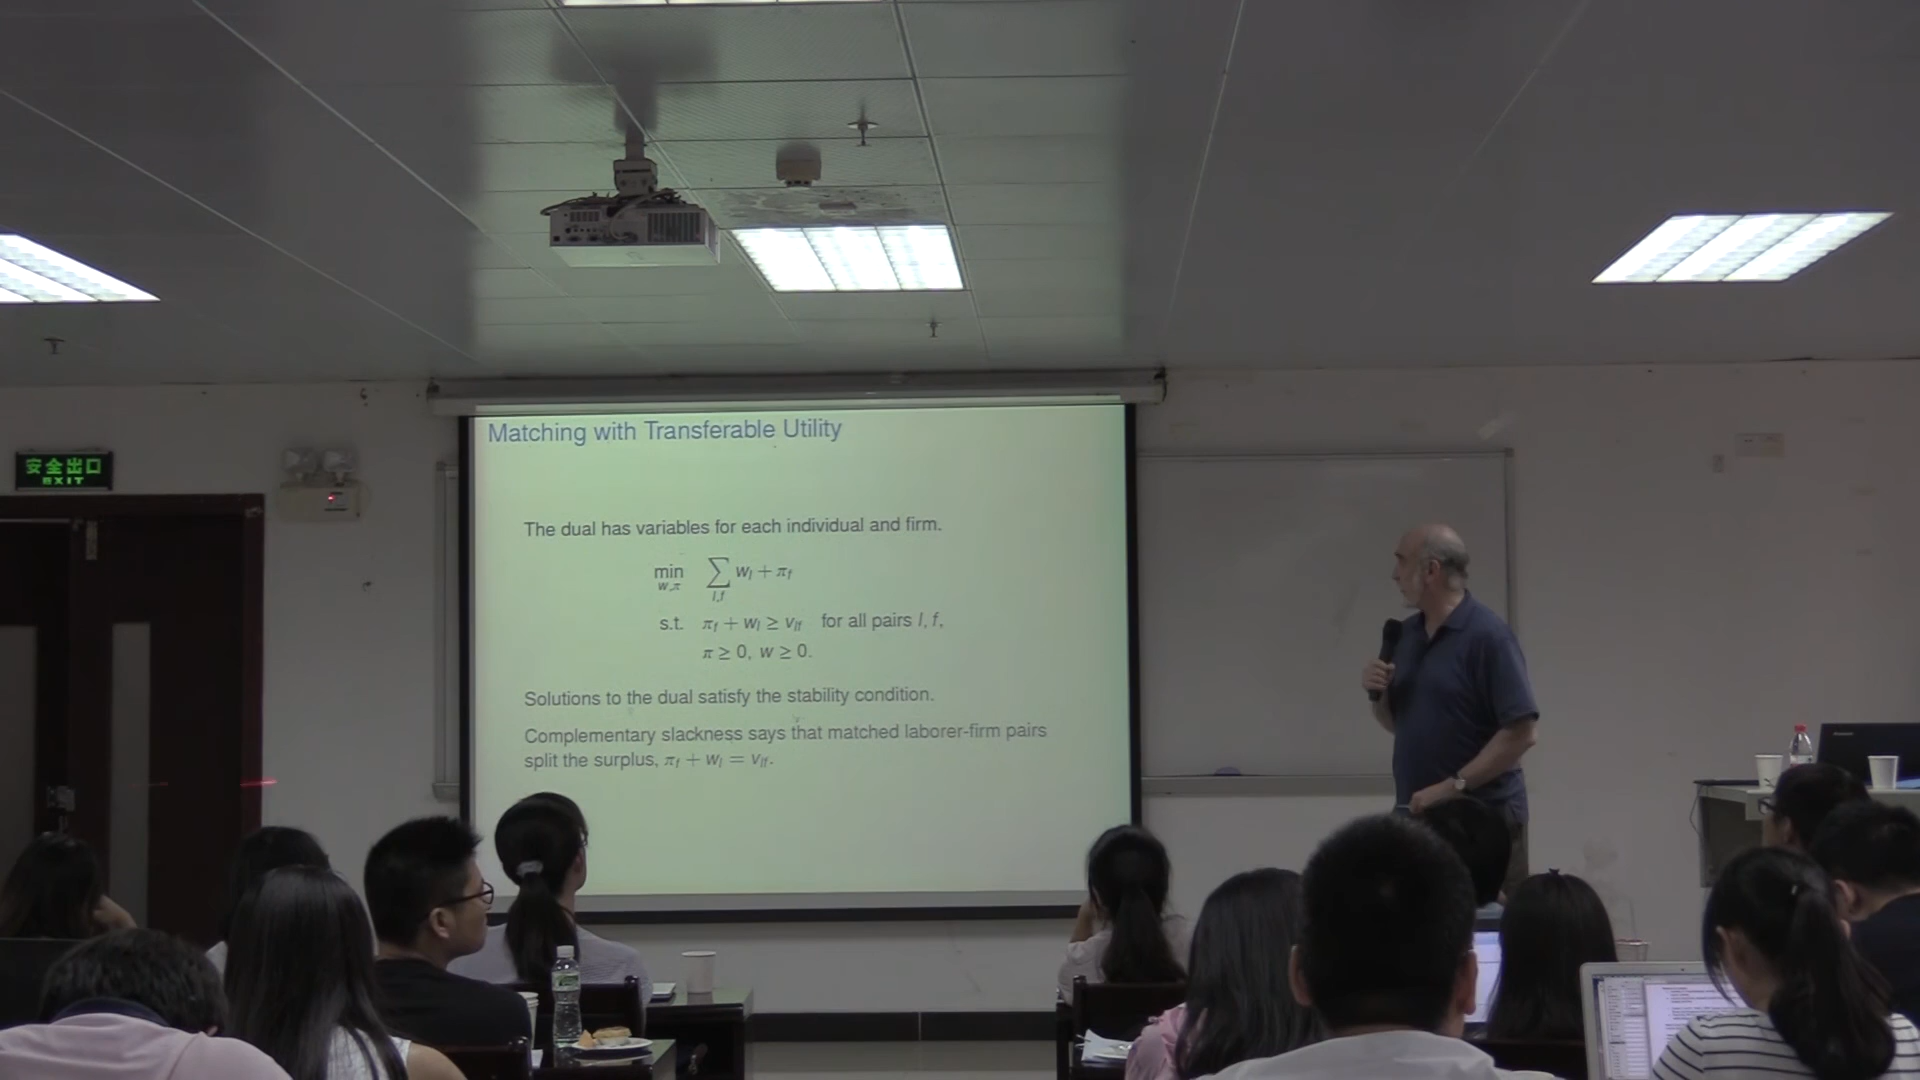 Matching with Transferable Utility
安全出口
EXIT
The dual has variables for each individual and firm.
min ∑ w_l + π_f
w,π l,f
s.t. π_f + w_l ≥ v_lf for all pairs l, f,
π ≥ 0, w ≥ 0.
Solutions to the dual satisfy the stability condition.
Complementary slackness says that matched laborer-firm pairs
split the surplus, π_f + w_l = v_lf.